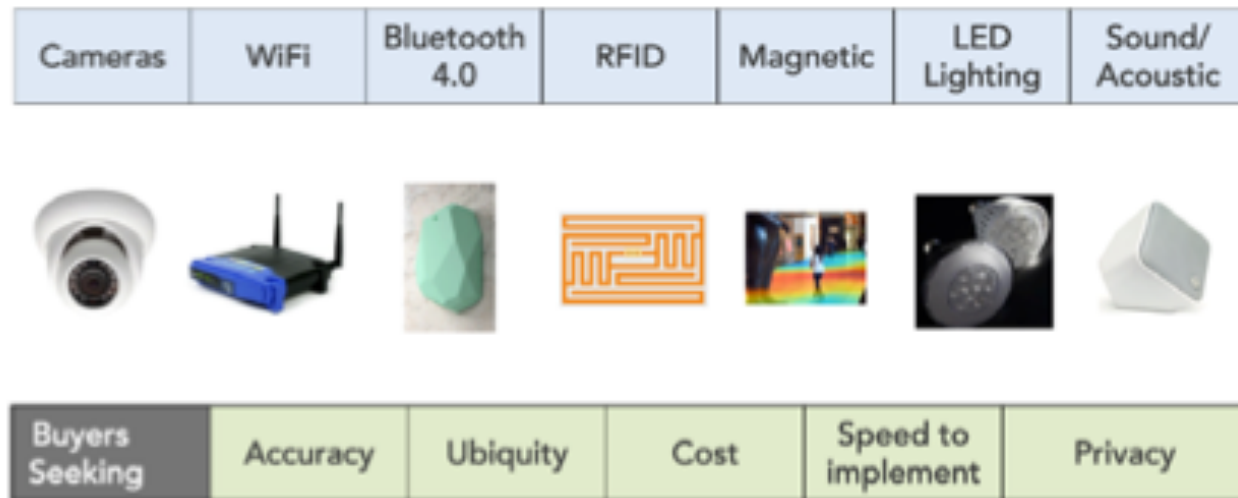 Cameras
WiFi
Bluetooth
4.0
RFID
Magnetic
LED
Lighting
Sound/
Acoustic
Buyers
Seeking
Accuracy
Ubiquity
Cost
Speed to
implement
Privacy